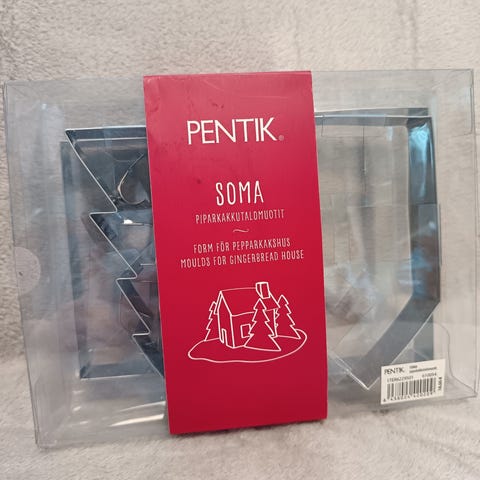 PENTIK®
SOMA
PIPARKAKKUTALOMUOTIT
~
FORM FÖR PEPPARKAKSHUS
MOULDS FOR GINGERBREAD HOUSE
PENTIK.